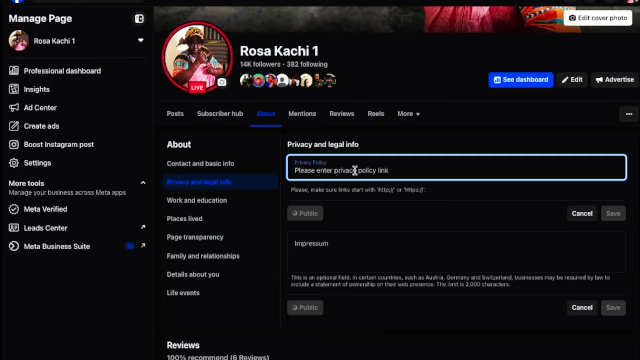 Manage Page
Rosa Kachi 1
Professional dashboard
Insights
Ad Center
Create ads
Boost Instagram post
Settings
More tools
Manage your business across Meta apps
Meta Verified
Leads Center
Meta Business Suite
Edit cover photo
Rosa Kachi 1
14K followers • 382 following
LIVE
See dashboard
Edit
Advertise
Posts
Subscriber hub
About
Mentions
Reviews
Reels
More
About
Contact and basic info
Privacy and legal info
Work and education
Places lived
Page transparency
Family and relationships
Details about you
Life events
Privacy and legal info
Privacy Policy
Please enter privacy policy link
Please, make sure links start with 'http://' or 'https://'.
Public
Cancel
Save
Impressum
This is an optional field. In certain countries, such as Austria, Germany and Switzerland, businesses may be required by law to
include a statement of ownership on their web presence. The limit is 2,000 characters.
Public
Cancel
Save
Reviews
100% recommend (6 Reviews)